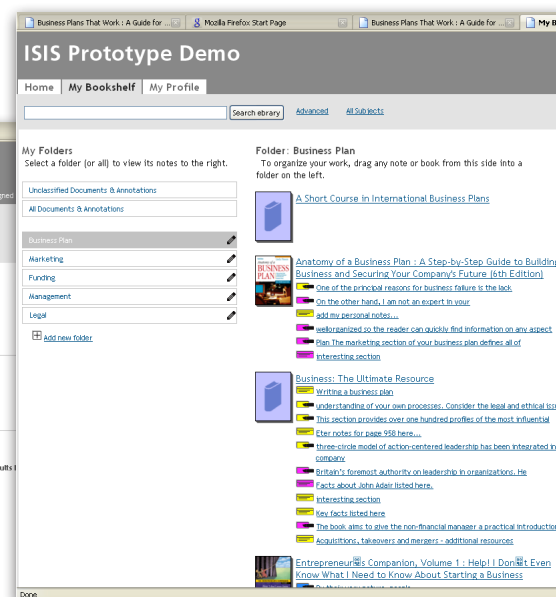 Business Plans That Work : A Guide for ...
Mozilla Firefox Start Page
Business Plans That Work : A Guide for ...
My B
ISIS Prototype Demo
Home
My Bookshelf
My Profile
Search ebrary
Advanced
All Subjects
My Folders
Select a folder (or all) to view its notes to the right.
Unclassified Documents & Annotations
All Documents & Annotations
Business Plan
Marketing
Funding
Management
Legal
Add new folder
Folder: Business Plan
To organize your work, drag any note or book from this side into a
folder on the left.
A Short Course in International Business Plans
BUSINESS
PLAN
Anatomy of a Business Plan : A Step-by-Step Guide to Building
Business and Securing Your Company's Future (6th Edition)
One of the principal reasons for business failure is the lack
On the other hand, I am not an expert in your
add my personal notes...
wellorganized so the reader can quickly find information on any aspect
Plan The marketing section of your business plan defines all of
interesting section
Business: The Ultimate Resource
Writing a business plan
understanding of your own processes. Consider the legal and ethical issu
This section provides over one hundred profiles of the most influential
Eter notes for page 958 here...
three-circle model of action-centered leadership has been integrated in
company
Britain's foremost authority on leadership in organizations. He
Facts about John Adair listed here.
interesting section
Key facts listed here
The book aims to give the non-financial manager a practical introduction
Acquisitions, takeovers and mergers - additional resources
Entrepreneur s Companion, Volume 1 : Help! I Don t Even
Know What I Need to Know About Starting a Business
gned
ults
Done